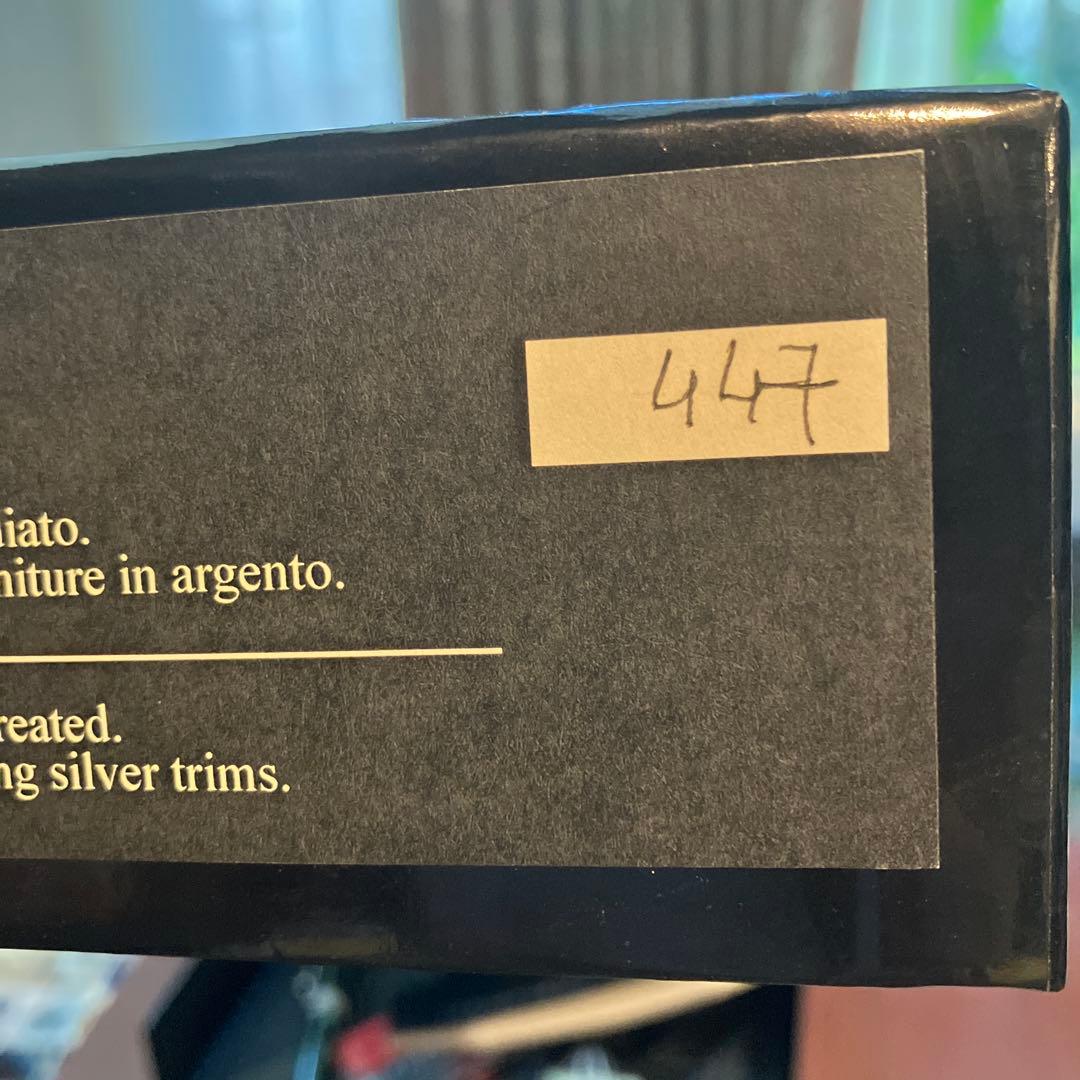 447
iato.
niture in argento.
reated.
ng silver trims.